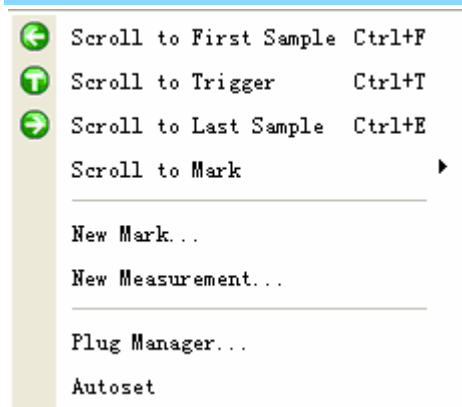 Scroll to First Sample Ctrl+F
T Scroll to Trigger Ctrl+T
Scroll to Last Sample Ctrl+E
Scroll to Mark
New Mark...
New Measurement...
Plug Manager...
Autoset